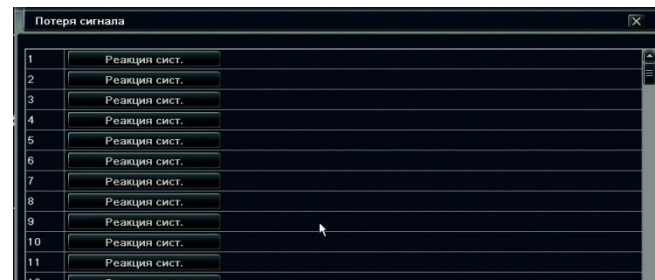 Потеря сигнала
1 Реакция сист.
2 Реакция сист.
3 Реакция сист.
4 Реакция сист.
5 Реакция сист.
6 Реакция сист.
7 Реакция сист.
8 Реакция сист.
9 Реакция сист.
10 Реакция сист.
11 Реакция сист.